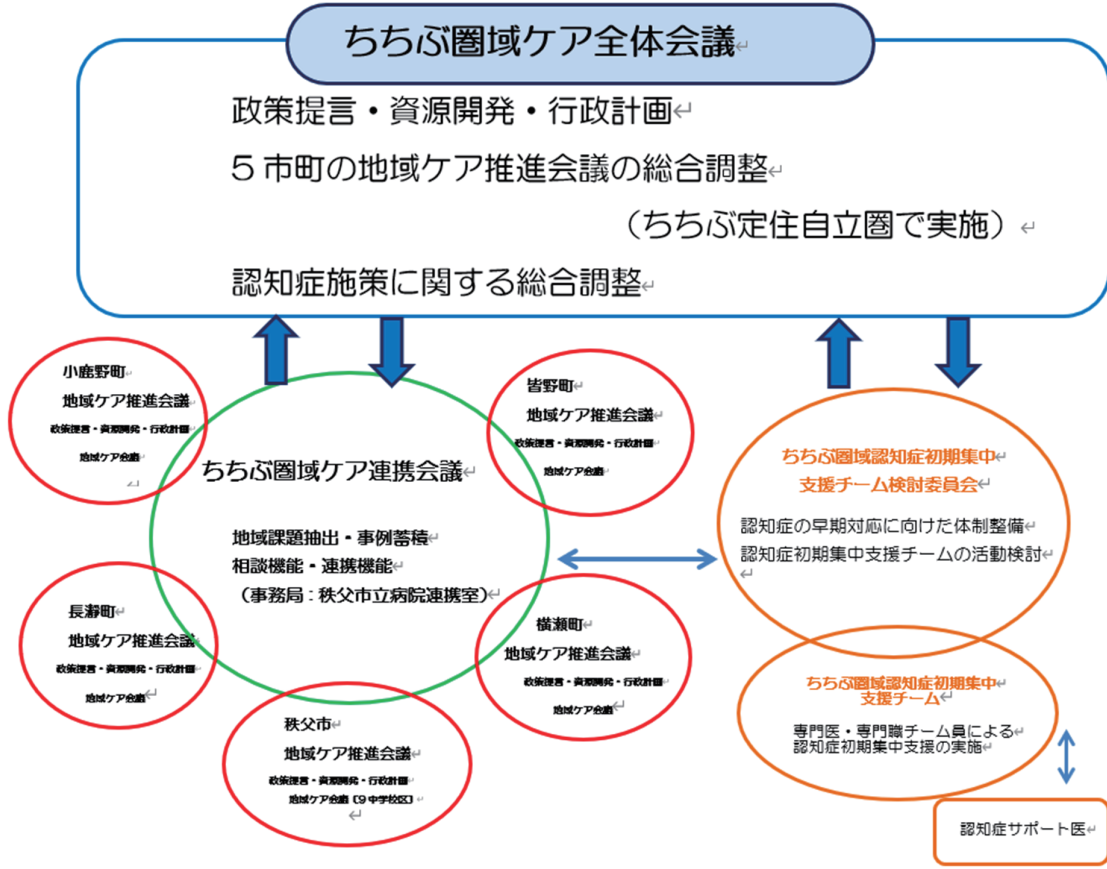 ちちぶ圏域ケア全体会議
政策提言・資源開発・行政計画
5市町の地域ケア推進会議の総合調整
(ちちぶ定住自立圏で実施)
認知症施策に関する総合調整
小鹿野町
地域ケア推進会議
政策提言・資源開発・行政計画
地域ケア会議
皆野町
地域ケア推進会議
政策提言・資源開発・行政計画
地域ケア会議
ちちぶ圏域ケア連携会議
地域課題抽出・事例蓄積
相談機能・連携機能
(事務局:秩父市立病院連携室)
長瀞町
地域ケア推進会議
政策提言・資源開発・行政計画
地域ケア会議
横瀬町
地域ケア推進会議
政策提言・資源開発・行政計画
地域ケア会議
秩父市
地域ケア推進会議
政策提言・資源開発・行政計画
地域ケア会議〔9中学校区〕
ちちぶ圏域認知症初期集中
支援チーム検討委員会
認知症の早期対応に向けた体制整備
認知症初期集中支援チームの活動検討
ちちぶ圏域認知症初期集中
支援チーム
専門医・専門職チーム員による
認知症初期集中支援の実施
認知症サポート医